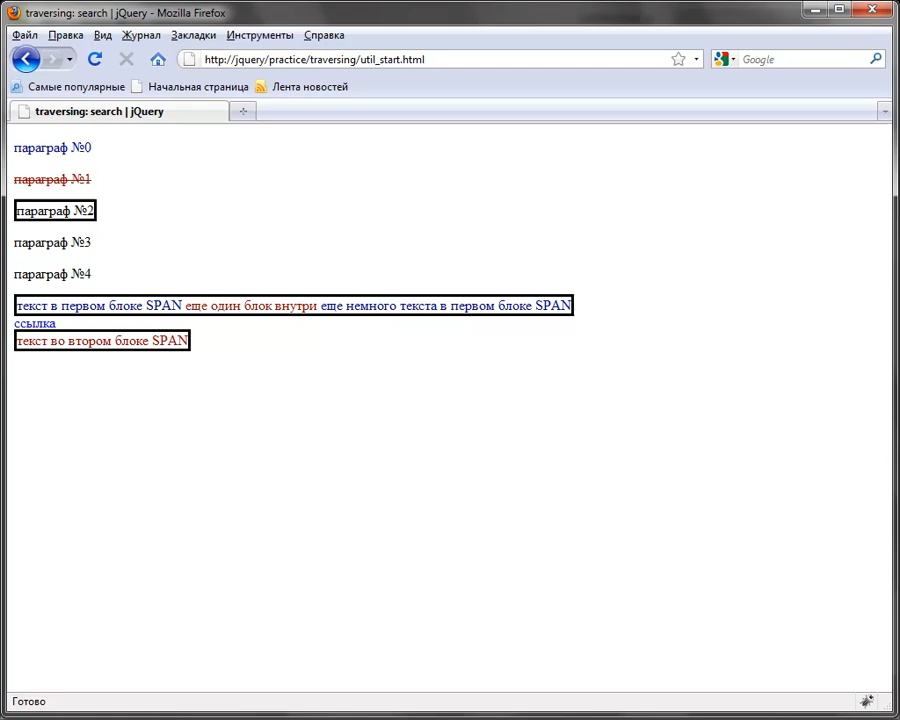 traversing: search | jQuery - Mozilla Firefox
Файл Правка Вид Журнал Закладки Инструменты Справка
http://jquery/practice/traversing/util_start.html Google
Самые популярные Начальная страница Лента новостей
traversing: search | jQuery
параграф №0
параграф №1
параграф №2
параграф №3
параграф №4
текст в первом блоке SPAN еще один блок внутри еще немного текста в первом блоке SPAN
ссылка
текст во втором блоке SPAN
Готово